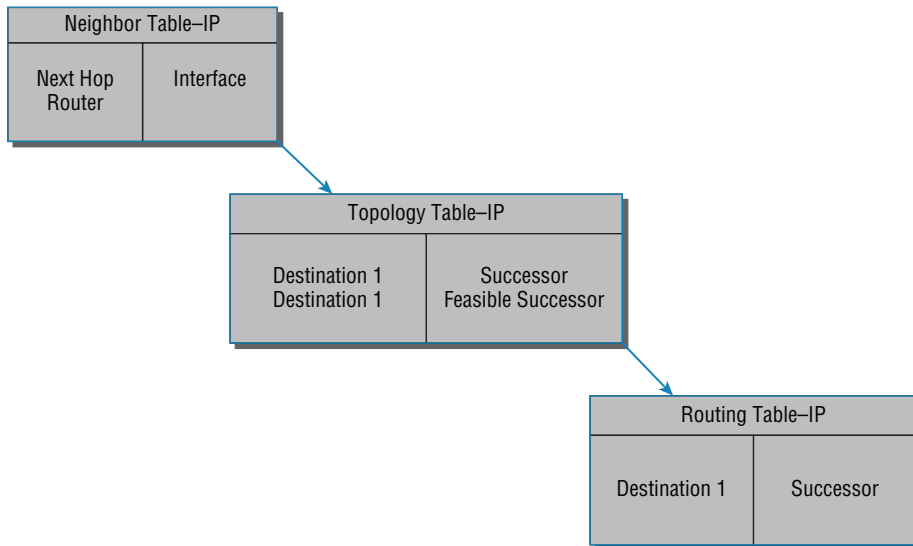 Neighbor Table–IP
Next Hop
Router
Interface
Topology Table–IP
Destination 1
Destination 1
Successor
Feasible Successor
Routing Table–IP
Destination 1
Successor